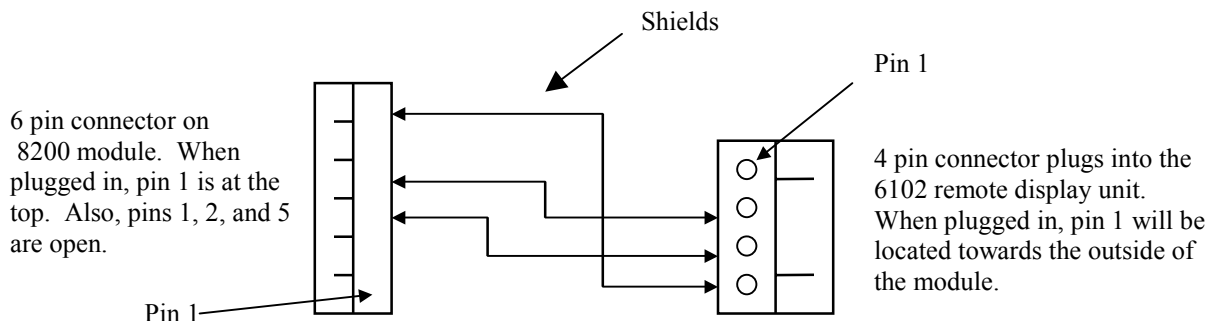 Shields
Pin 1
6 pin connector on
8200 module.  When
plugged in, pin 1 is at the
top.  Also, pins 1, 2, and 5
are open.
4 pin connector plugs into the
6102 remote display unit.
When plugged in, pin 1 will be
located towards the outside of
the module.
Pin 1